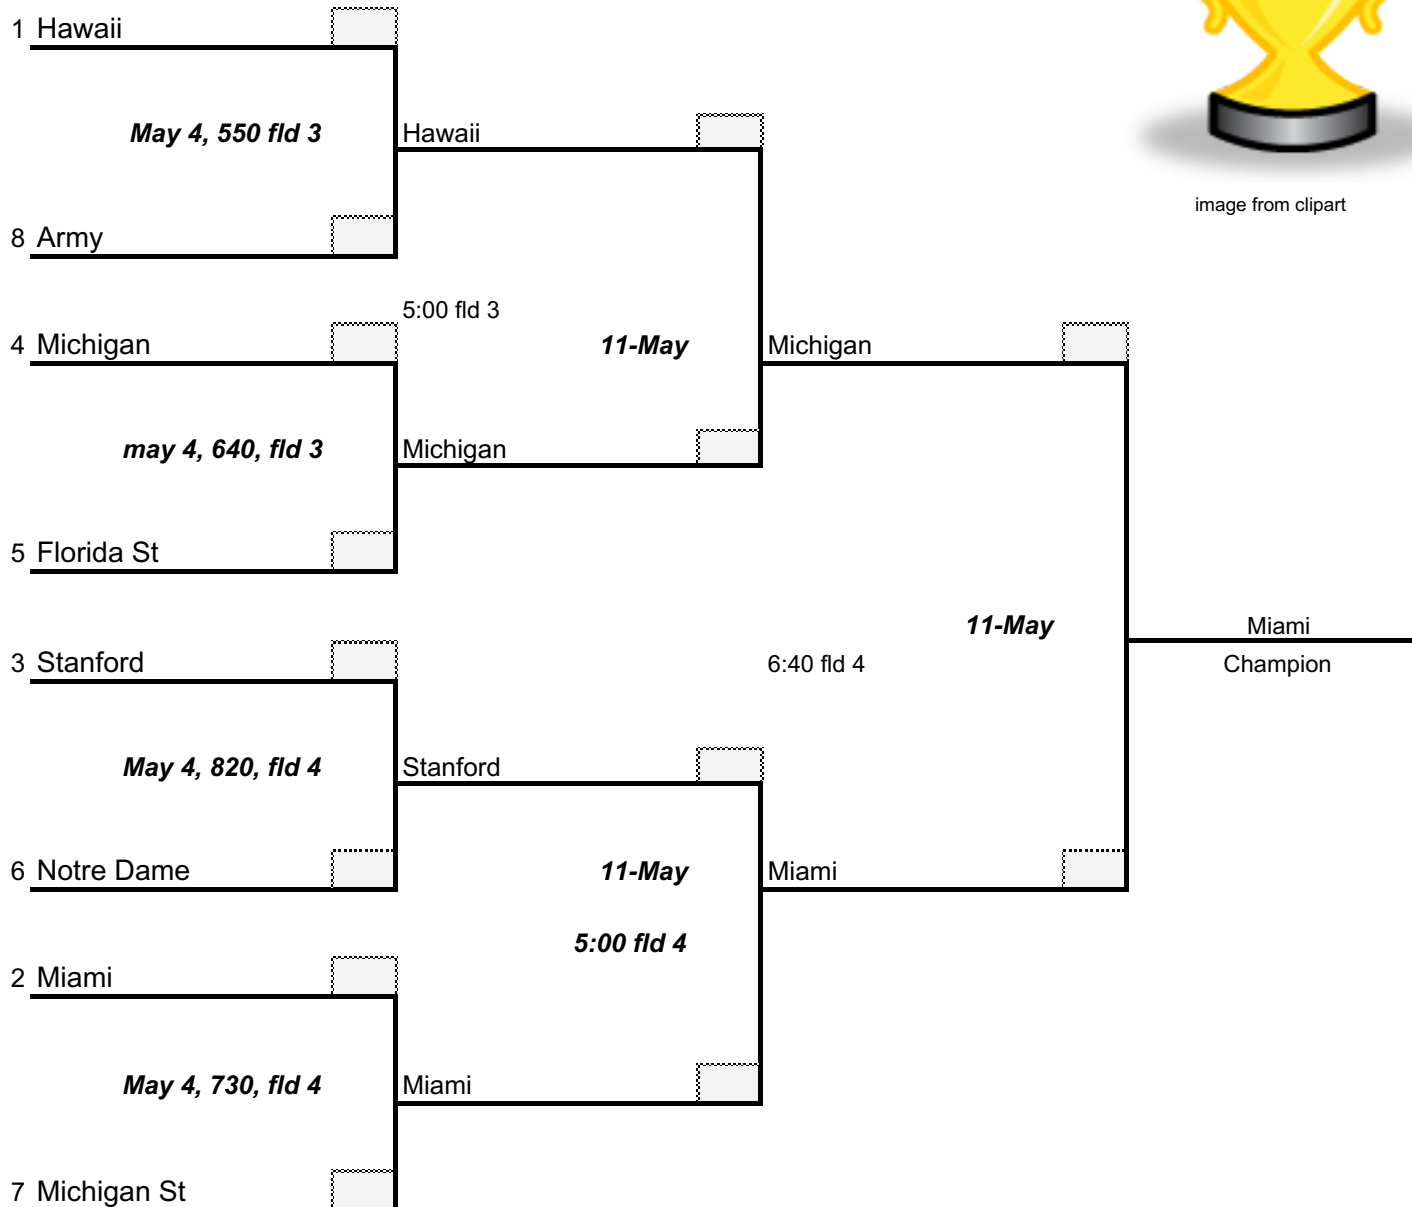 1 Hawaii
May 4, 550 fld 3
Hawaii
image from clipart
8 Army
5:00 fld 3
4 Michigan
11-May
Michigan
may 4, 640, fld 3
Michigan
5 Florida St
11-May
Miami
3 Stanford
6:40 fld 4
Champion
May 4, 820, fld 4
Stanford
6 Notre Dame
11-May
Miami
5:00 fld 4
2 Miami
May 4, 730, fld 4
Miami
7 Michigan St